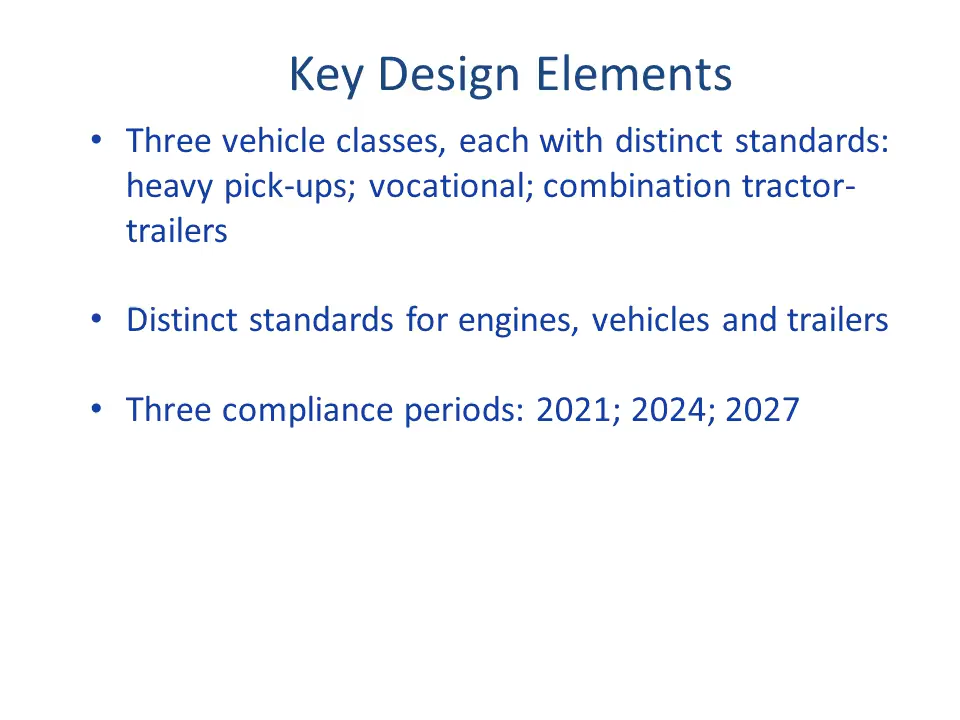 Key Design Elements
• Three vehicle classes, each with distinct standards:
heavy pick-ups; vocational; combination tractor-
trailers
• Distinct standards for engines, vehicles and trailers
• Three compliance periods: 2021; 2024; 2027